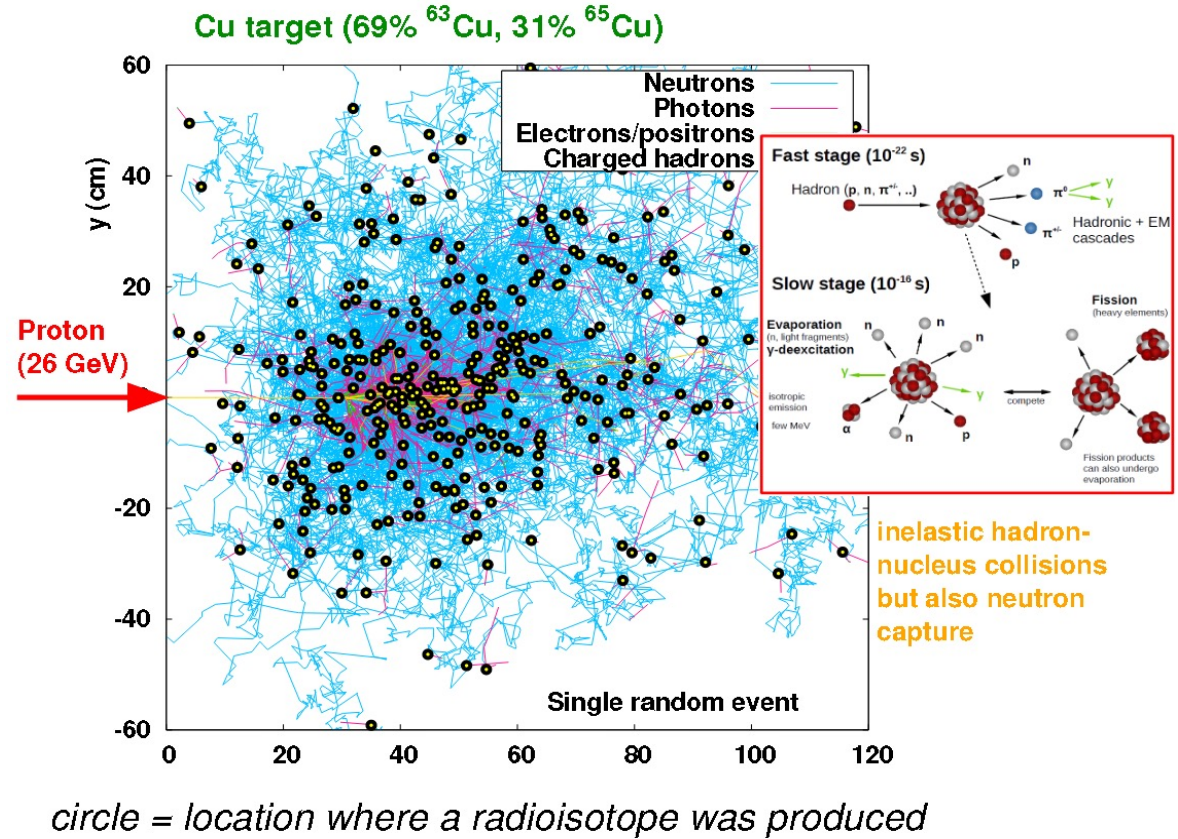 Cu target (69% ⁶³Cu, 31% ⁶⁵Cu)
60
40
20
-20
-40
-60
y (cm)
0
20
40
60
80
100
120
Neutrons
Photons
Electrons/positrons
Charged hadrons
Proton
(26 GeV)
Single random event
Fast stage (10⁻²² s)
Hadron (p, n, π⁺/⁻, ..)
n
π⁰
γ
γ
π⁺/⁻
p
Hadronic + EM
cascades
Slow stage (10⁻¹⁶ s)
Evaporation
(n, light fragments)
γ-deexcitation
n
n
n
γ
γ
isotropic
emission
few MeV
α
n
p
compete
Fission
(heavy elements)
Fission products
can also undergo
evaporation
inelastic hadron-
nucleus collisions
but also neutron
capture
circle = location where a radioisotope was produced